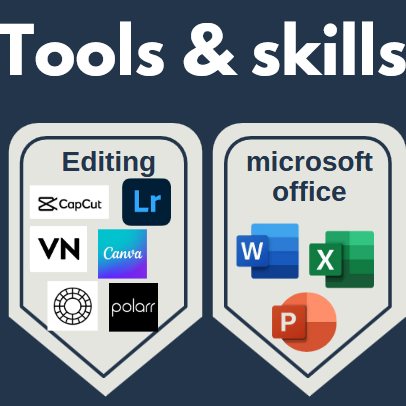 Tools & skills
Editing
CapCut
Lr
VN
Canva
polarr
microsoft
office
W
X
P